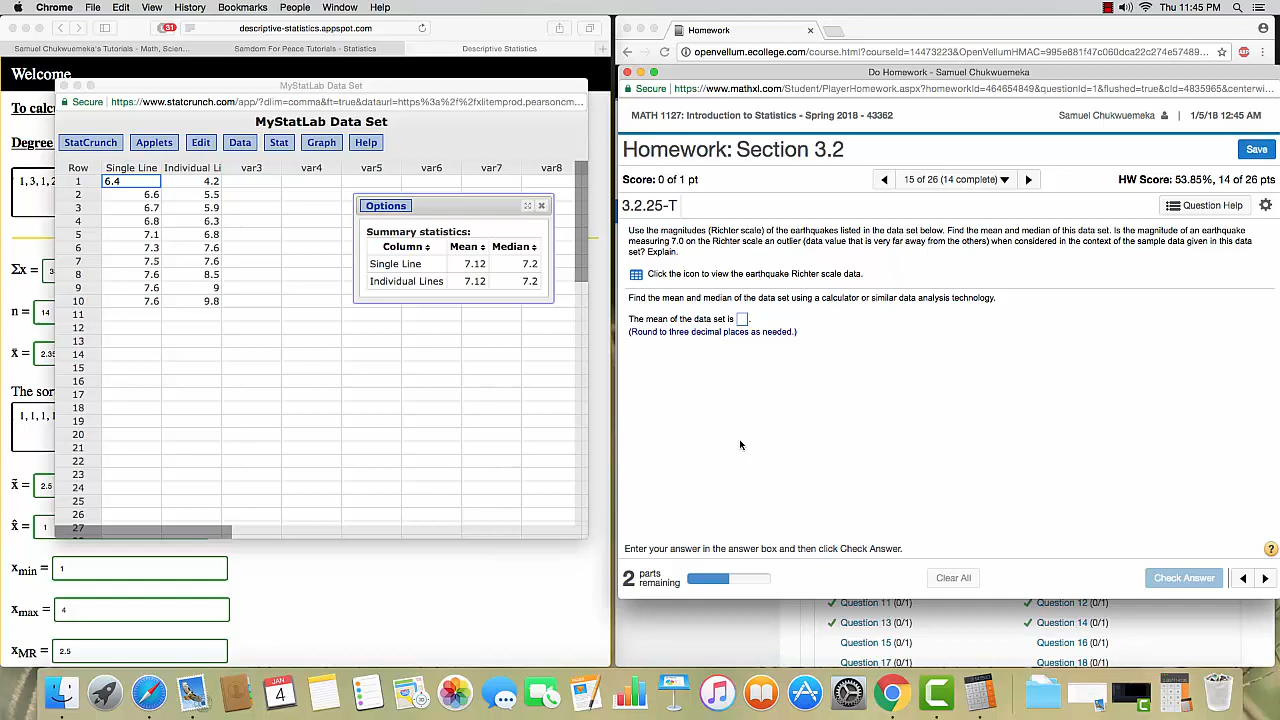 Chrome File Edit View History Bookmarks People Window Help Thu 11:45 PM
31 descriptive-statistics.appspot.com
Samuel Chukwuemeka's Tutorials - Math, Scien... Samdom For Peace Tutorials - Statistics Descriptive Statistics
Welcome
To calc
Degree
1, 3, 1, 2
Σx =
n = 14
x̄ = 2.35
The sor
1, 1, 1, 1
x̃ = 2.5
x̂ = 1
xmin = 1
xmax = 4
xMR = 2.5
MyStatLab Data Set
Secure https://www.statcrunch.com/app/?dlim=comma&ft=true&dataurl=https%3a%2f%2fxlitemprod.pearsoncm...
MyStatLab Data Set
StatCrunch Applets Edit Data Stat Graph Help
Row Single Line Individual Li var3 var4 var5 var6 var7 var8
1 6.4 4.2
2 6.6 5.5
3 6.7 5.9
4 6.8 6.3
5 7.1 6.8
6 7.3 7.6
7 7.5 7.6
8 7.6 8.5
9 7.6 9
10 7.6 9.8
11
12
13
14
15
16
17
18
19
20
21
22
23
24
25
26
27
Options
Summary statistics:
Column Mean Median
Single Line 7.12 7.2
Individual Lines 7.12 7.2
Homework
openvellum.ecollege.com/course.html?courseId=14473223&OpenVellumHMAC=995e881f47c060dca22c274e57489...
Do Homework - Samuel Chukwuemeka
Secure https://www.mathxl.com/Student/PlayerHomework.aspx?homeworkId=464654849&questionId=1&flushed=true&cId=4835965&centerwi...
MATH 1127: Introduction to Statistics - Spring 2018 - 43362 Samuel Chukwuemeka 1/5/18 12:45 AM
Homework: Section 3.2 Save
Score: 0 of 1 pt 15 of 26 (14 complete) HW Score: 53.85%, 14 of 26 pts
3.2.25-T Question Help
Use the magnitudes (Richter scale) of the earthquakes listed in the data set below. Find the mean and median of this data set. Is the magnitude of an earthquake
measuring 7.0 on the Richter scale an outlier (data value that is very far away from the others) when considered in the context of the sample data given in this data
set? Explain.
Click the icon to view the earthquake Richter scale data.
Find the mean and median of the data set using a calculator or similar data analysis technology.
The mean of the data set is .
(Round to three decimal places as needed.)
Enter your answer in the answer box and then click Check Answer.
2 parts remaining Clear All Check Answer
Question 11 (0/1) Question 12 (0/1)
Question 13 (0/1) Question 14 (0/1)
Question 15 (0/1) Question 16 (0/1)
Question 17 (0/1) Question 18 (0/1)
JAN
4